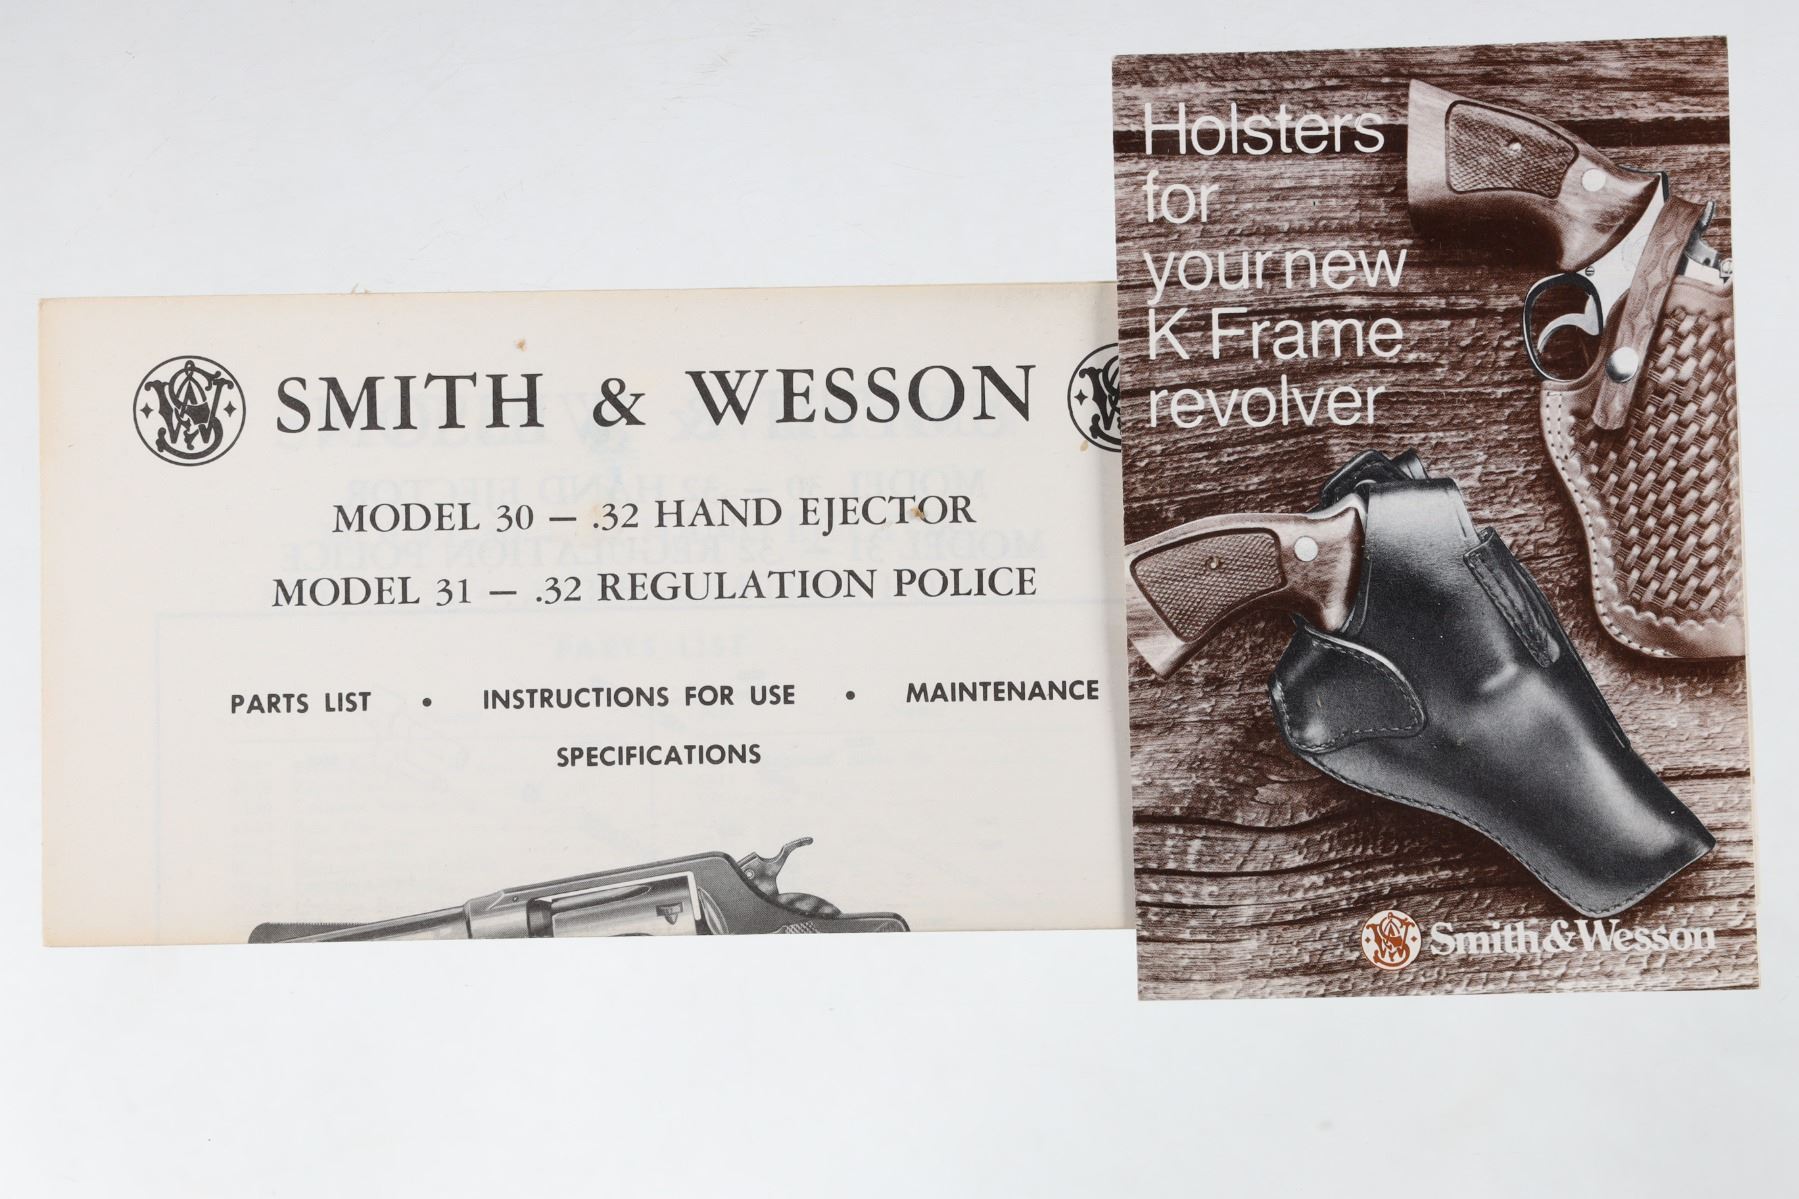 SMITH & WESSON
MODEL 30 — .32 HAND EJECTOR
MODEL 31 — .32 REGULATION POLICE
PARTS LIST • INSTRUCTIONS FOR USE • MAINTENANCE
SPECIFICATIONS
Holsters
for
your new
K Frame
revolver
Smith & Wesson